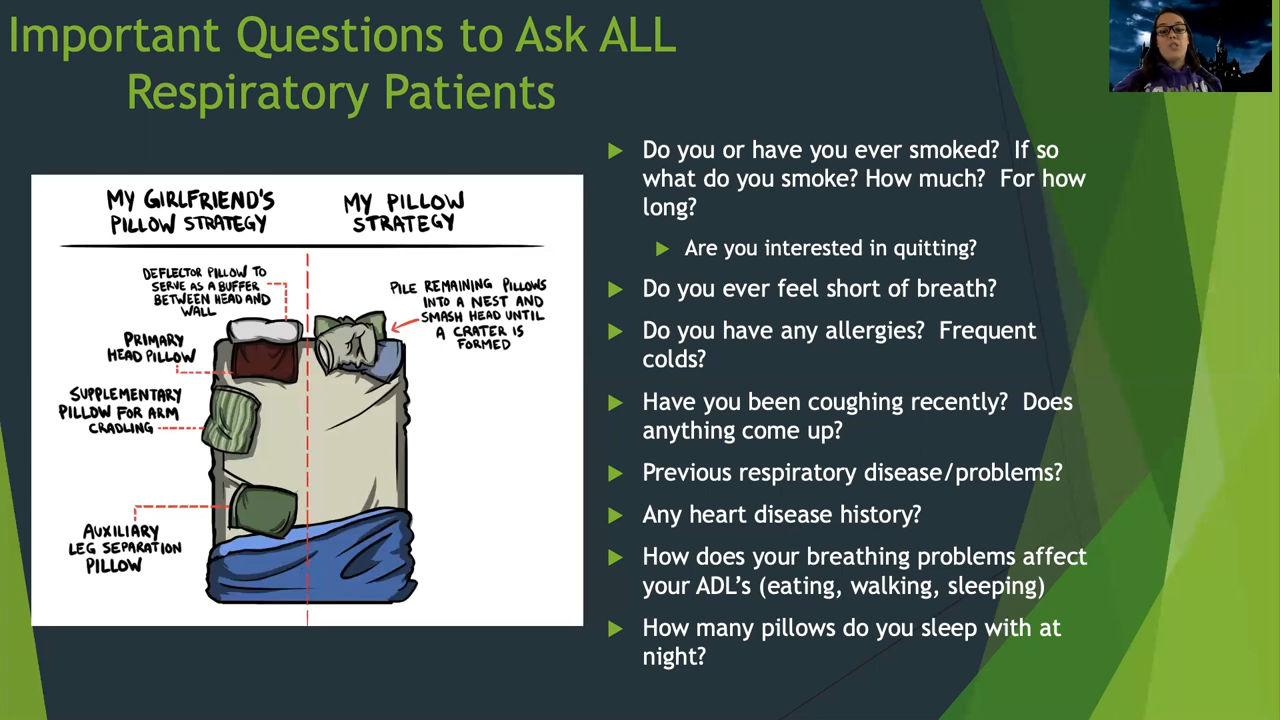 Important Questions to Ask ALL
Respiratory Patients
MY GIRLFRIEND'S
PILLOW STRATEGY
MY PILLOW
STRATEGY
DEFLECTOR PILLOW TO
SERVE AS A BUFFER
BETWEEN HEAD AND
WALL
PRIMARY
HEAD PILLOW
SUPPLEMENTARY
PILLOW FOR ARM
CRADLING
AUXILIARY
LEG SEPARATION
PILLOW
PILE REMAINING PILLOWS
INTO A NEST AND
SMASH HEAD UNTIL
A CRATER IS
FORMED
Do you or have you ever smoked? If so
what do you smoke? How much? For how
long?
Are you interested in quitting?
Do you ever feel short of breath?
Do you have any allergies? Frequent
colds?
Have you been coughing recently? Does
anything come up?
Previous respiratory disease/problems?
Any heart disease history?
How does your breathing problems affect
your ADL's (eating, walking, sleeping)
How many pillows do you sleep with at
night?